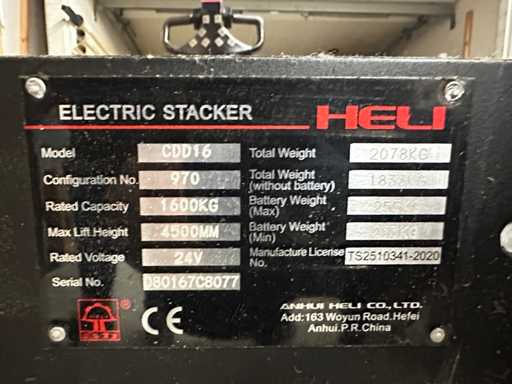 ELECTRIC STACKER HELI
Model CDD16 Total Weight 2078KG
Configuration No. 970 Total Weight (without battery)
Rated Capacity 1600KG Battery Weight (Max)
Max Lift Height 4500MM Battery Weight (Min)
Rated Voltage 24V Manufacture License No. TS2510341-2020
Serial No. D80167C8077
® CE
ANHUI HELI CO., LTD.
Add:163 Woyun Road.Hefei
Anhui.P.R.China